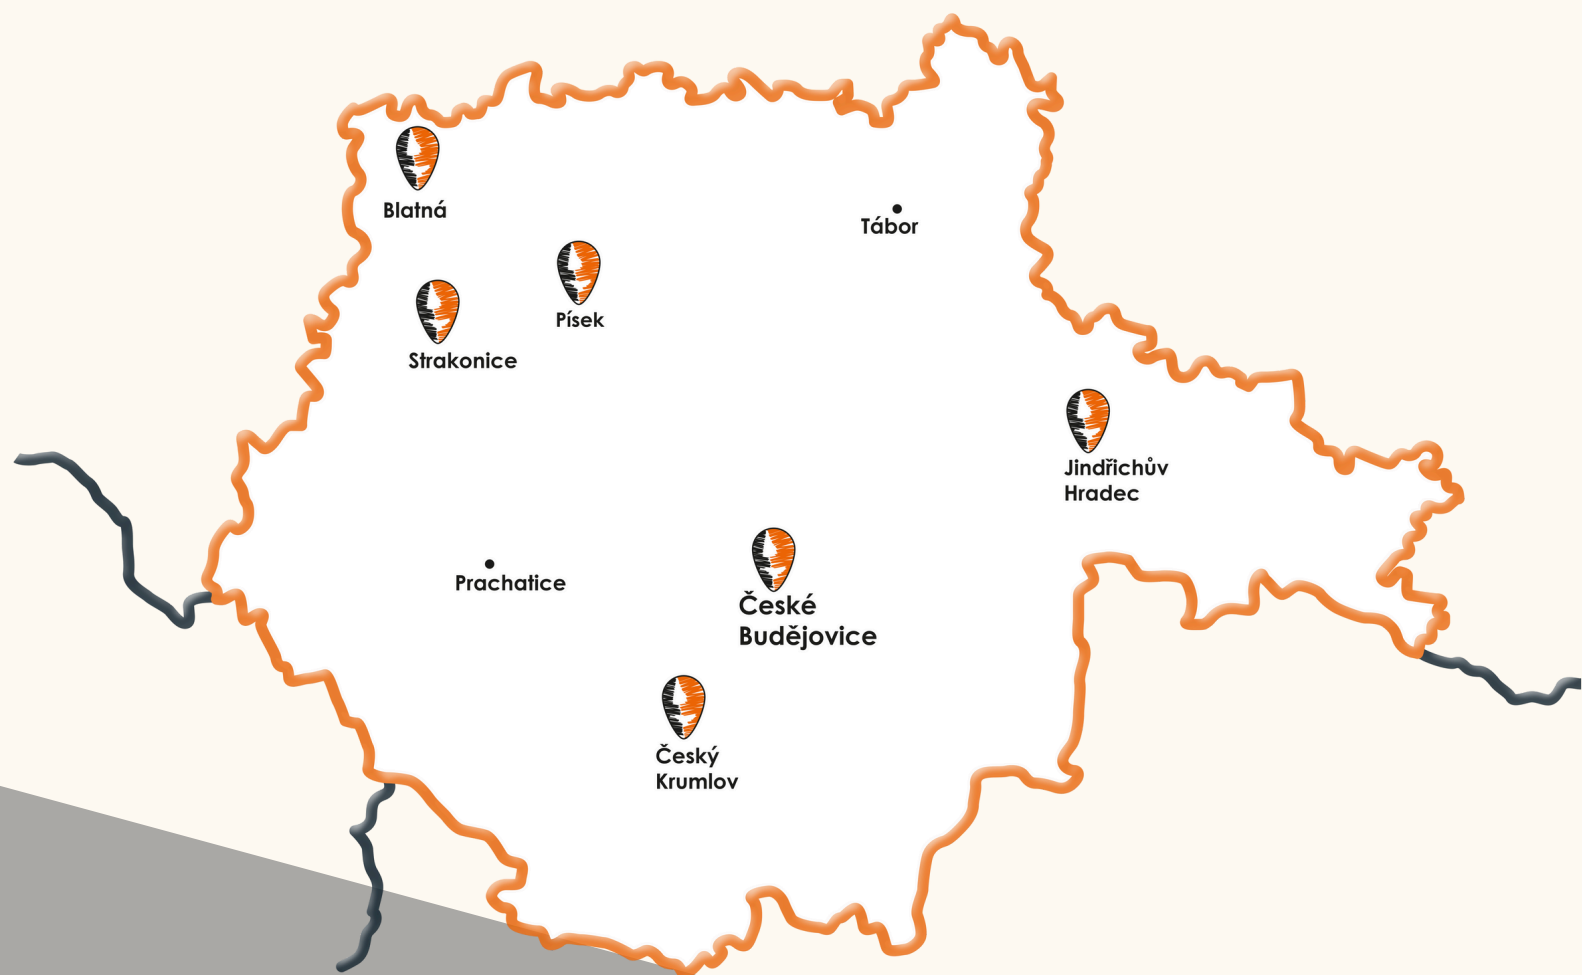 Blatná
Tábor
Písek
Strakonice
Jindřichův
Hradec
Prachatice
České
Budějovice
Český
Krumlov